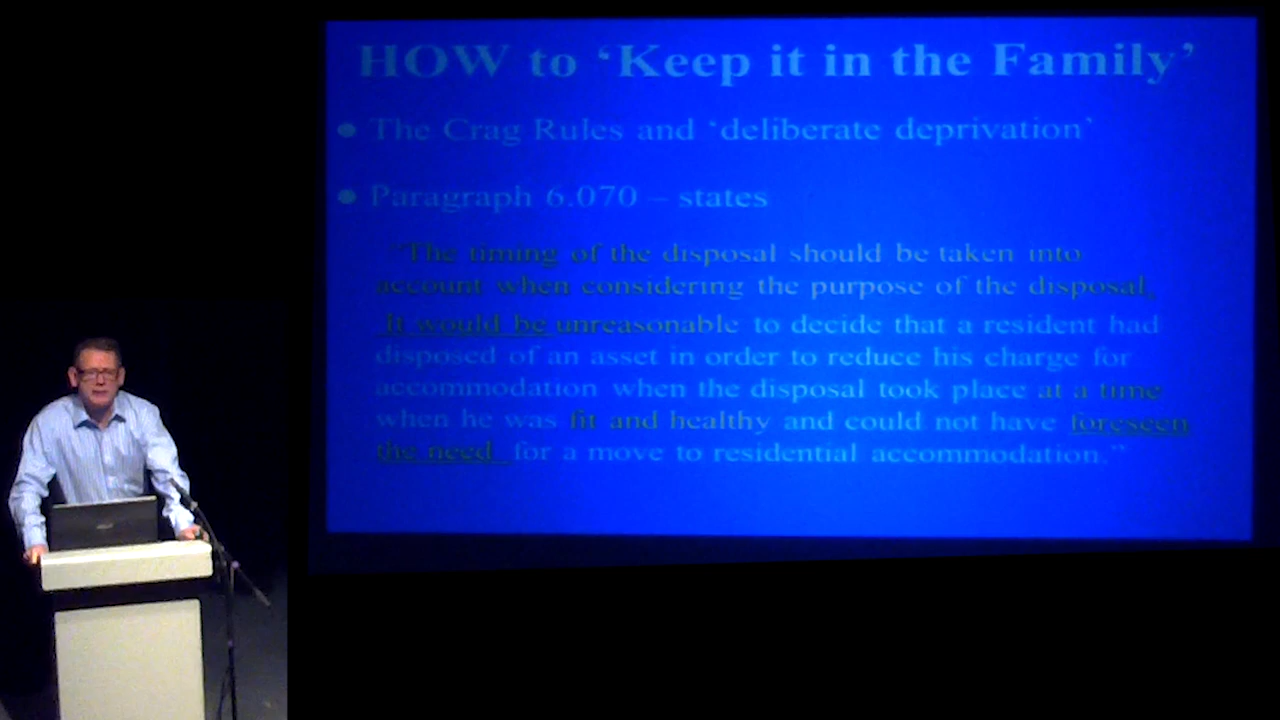 HOW to ‘Keep it in the Family’
• The Crag Rules and ‘deliberate deprivation’
• Paragraph 6.070 – states
“The timing of the disposal should be taken into
account when considering the purpose of the disposal,
It would be unreasonable to decide that a resident had
disposed of an asset in order to reduce his charge for
accommodation when the disposal took place at a time
when he was fit and healthy and could not have foreseen
the need for a move to residential accommodation.”